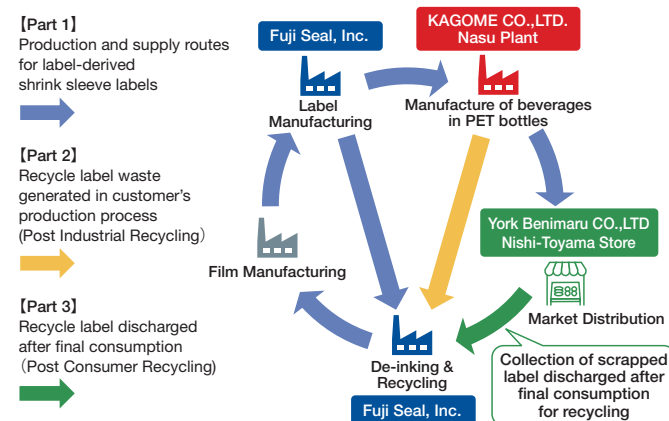 【Part 1】
Production and supply routes
for label-derived
shrink sleeve labels
【Part 2】
Recycle label waste
generated in customer's
production process
(Post Industrial Recycling）
【Part 3】
Recycle label discharged
after final consumption
（Post Consumer Recycling)
Fuji Seal, Inc.
Label
Manufacturing
KAGOME CO.,LTD.
Nasu Plant
Manufacture of beverages
in PET bottles
York Benimaru CO.,LTD
Nishi-Toyama Store
Market Distribution
Film Manufacturing
De-inking &
Recycling
Fuji Seal, Inc.
Collection of scrapped
label discharged after
final consumption
for recycling